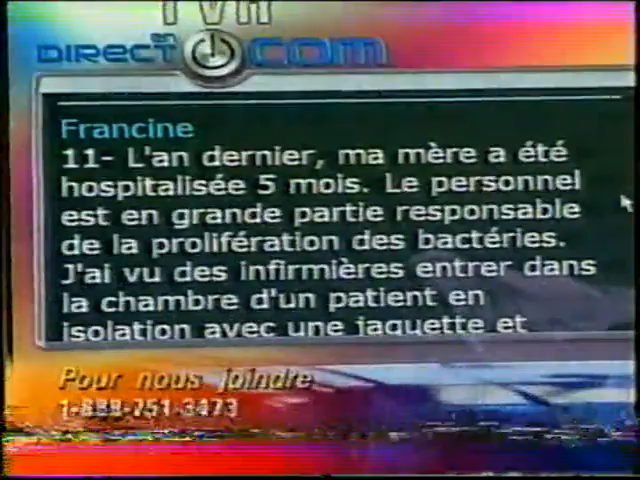 DIRECT
EN
.COM
Francine
11- L'an dernier, ma mère a été
hospitalisée 5 mois. Le personnel
est en grande partie responsable
de la prolifération des bactéries.
J'ai vu des infirmières entrer dans
la chambre d'un patient en
isolation avec une jaquette et
Pour nous joindre
1-888-751-3473